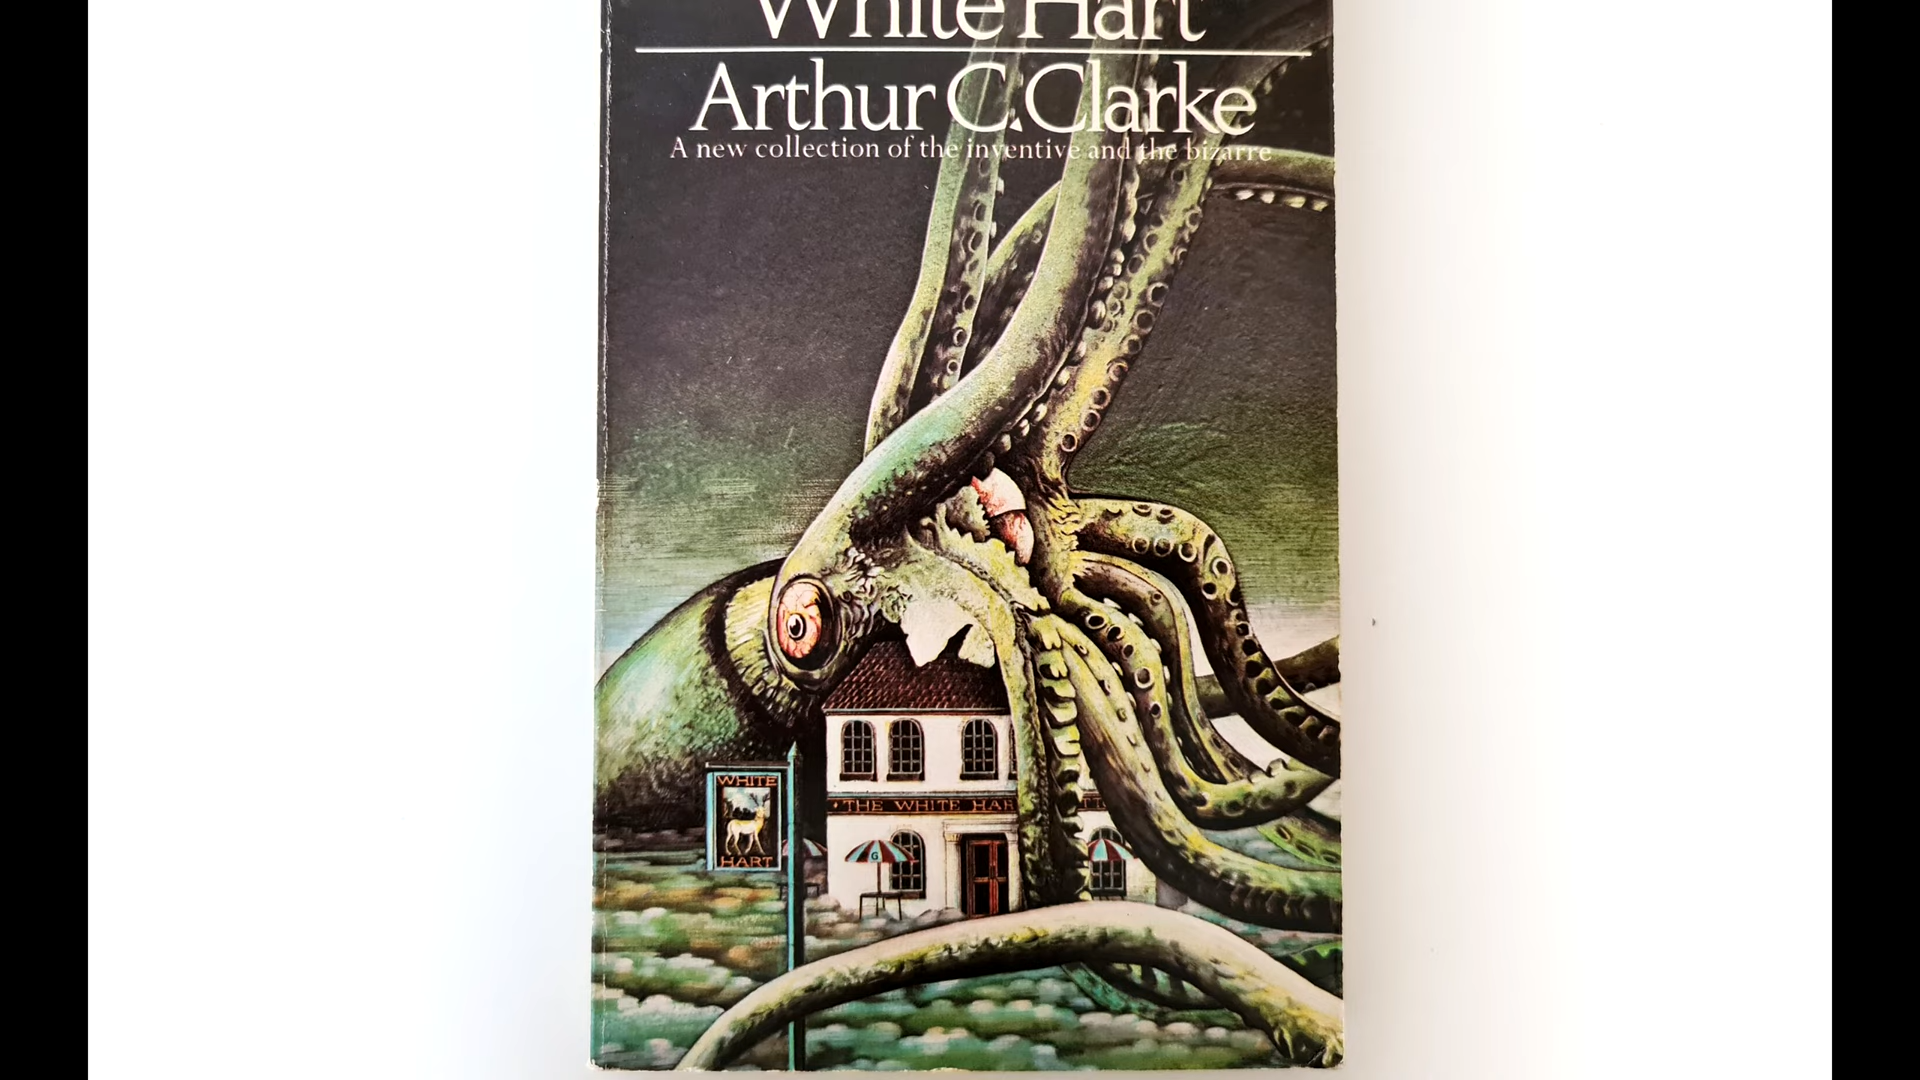 White Hart
Arthur C. Clarke
A new collection of the inventive and the bizarre
WHITE
HART
THE WHITE HAR
G